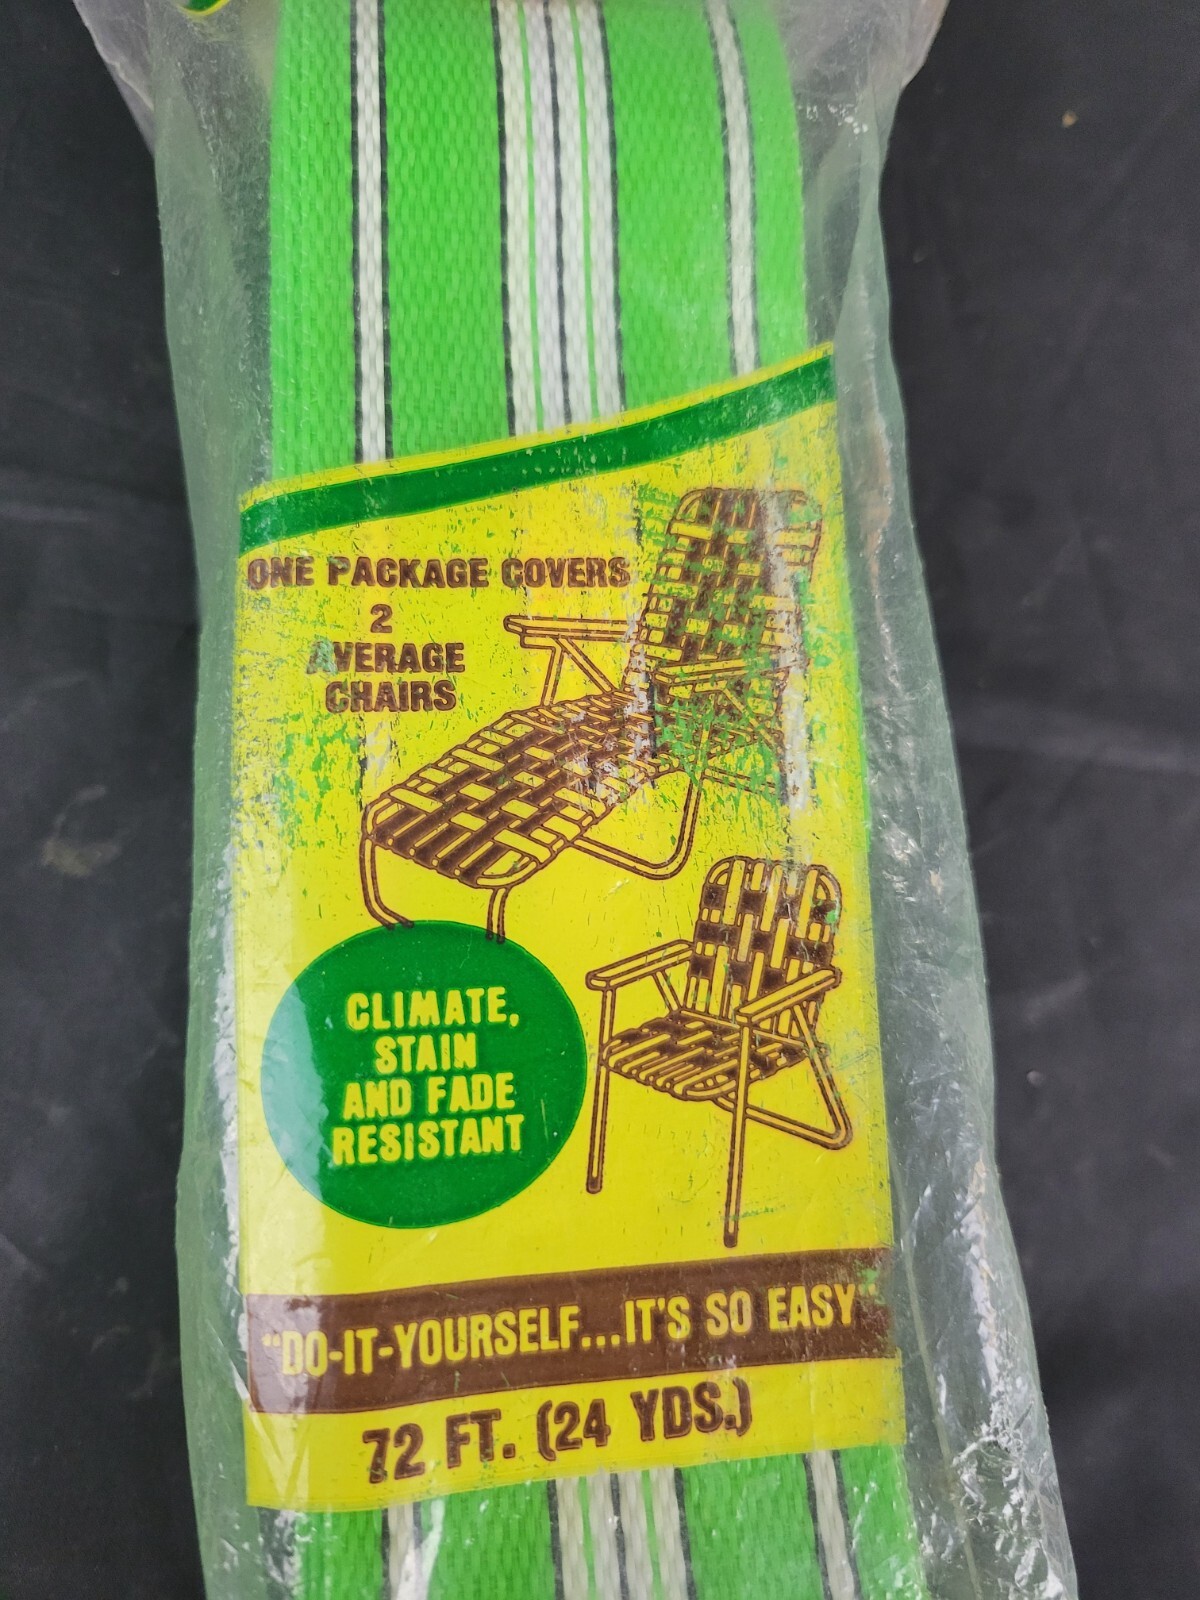 ONE PACKAGE COVERS
2
AVERAGE
CHAIRS
CLIMATE,
STAIN
AND FADE
RESISTANT
"DO-IT-YOURSELF...IT'S SO EASY"
72 FT. (24 YDS.)